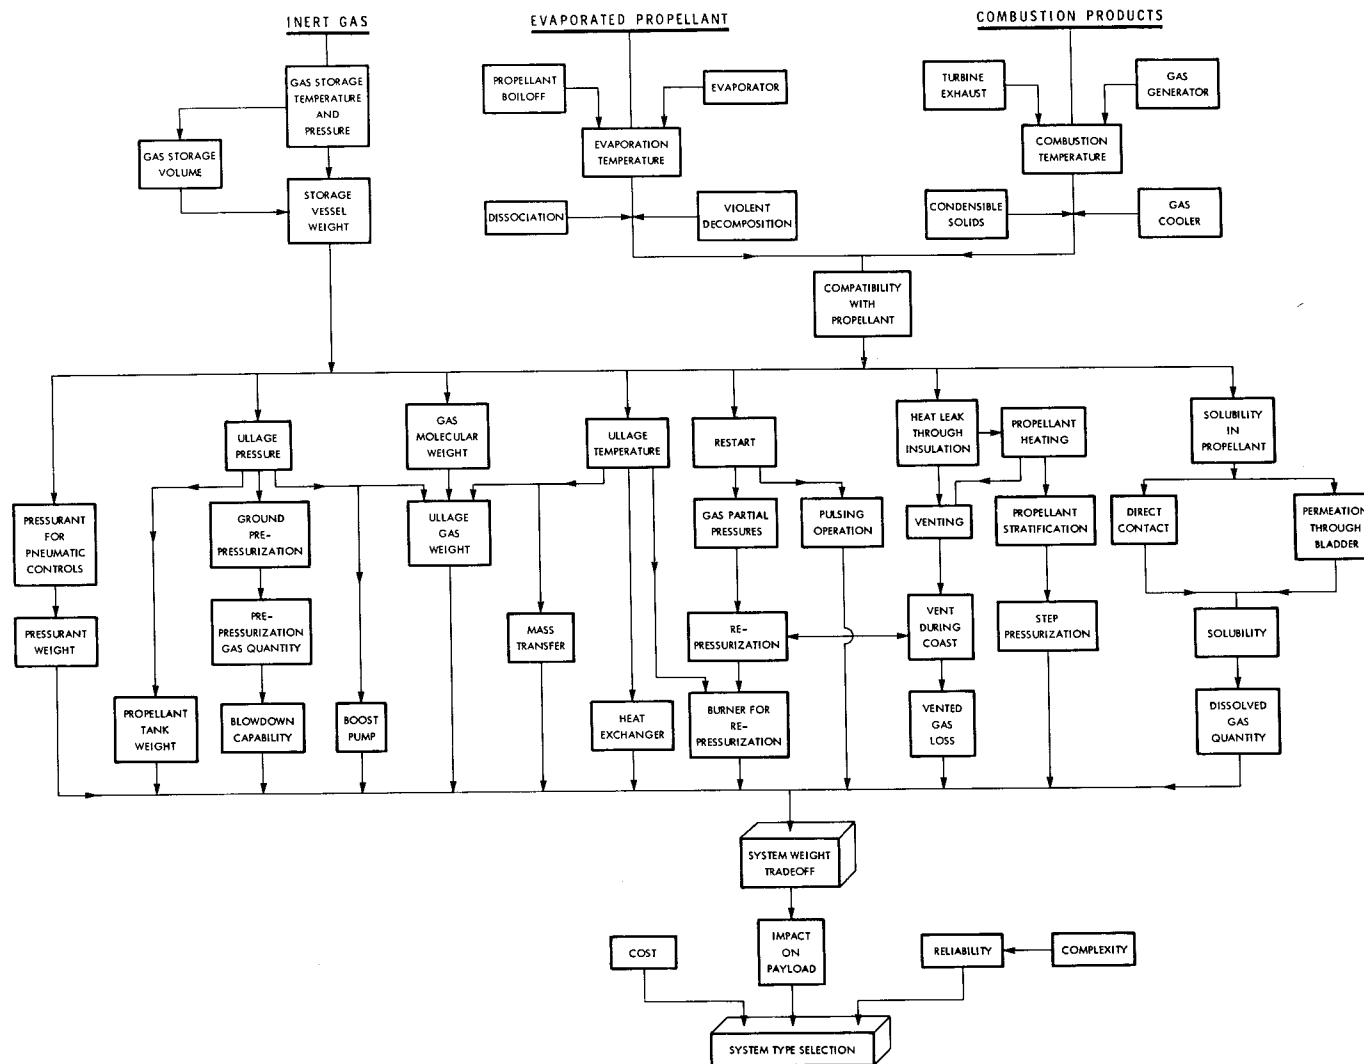 INERT GAS
EVAPORATED PROPELLANT
COMBUSTION PRODUCTS
GAS STORAGE
TEMPERATURE
AND
PRESSURE
PROPELLANT
BOILOFF
EVAPORATOR
TURBINE
EXHAUST
GAS
GENERATOR
GAS STORAGE
VOLUME
EVAPORATION
TEMPERATURE
COMBUSTION
TEMPERATURE
STORAGE
VESSEL
WEIGHT
DISSOCIATION
VIOLENT
DECOMPOSITION
CONDENSIBLE
SOLIDS
GAS
COOLER
COMPATIBILITY
WITH
PROPELLANT
ULLAGE
PRESSURE
GAS
MOLECULAR
WEIGHT
ULLAGE
TEMPERATURE
RESTART
HEAT LEAK
THROUGH
INSULATION
PROPELLANT
HEATING
SOLUBILITY
IN
PROPELLANT
PRESSURANT
FOR
PNEUMATIC
CONTROLS
GROUND
PRE-
PRESSURIZATION
ULLAGE
GAS
WEIGHT
GAS PARTIAL
PRESSURES
PULSING
OPERATION
VENTING
PROPELLANT
STRATIFICATION
DIRECT
CONTACT
PERMEATION
THROUGH
BLADDER
PRESSURANT
WEIGHT
PRE-
PRESSURIZATION
GAS QUANTITY
MASS
TRANSFER
RE-
PRESSURIZATION
VENT
DURING
COAST
STEP
PRESSURIZATION
SOLUBILITY
PROPELLANT
TANK
WEIGHT
BLOWDOWN
CAPABILITY
BOOST
PUMP
HEAT
EXCHANGER
BURNER FOR
RE-
PRESSURIZATION
VENTED
GAS
LOSS
DISSOLVED
GAS
QUANTITY
SYSTEM WEIGHT
TRADEOFF
COST
IMPACT
ON
PAYLOAD
RELIABILITY
COMPLEXITY
SYSTEM TYPE SELECTION